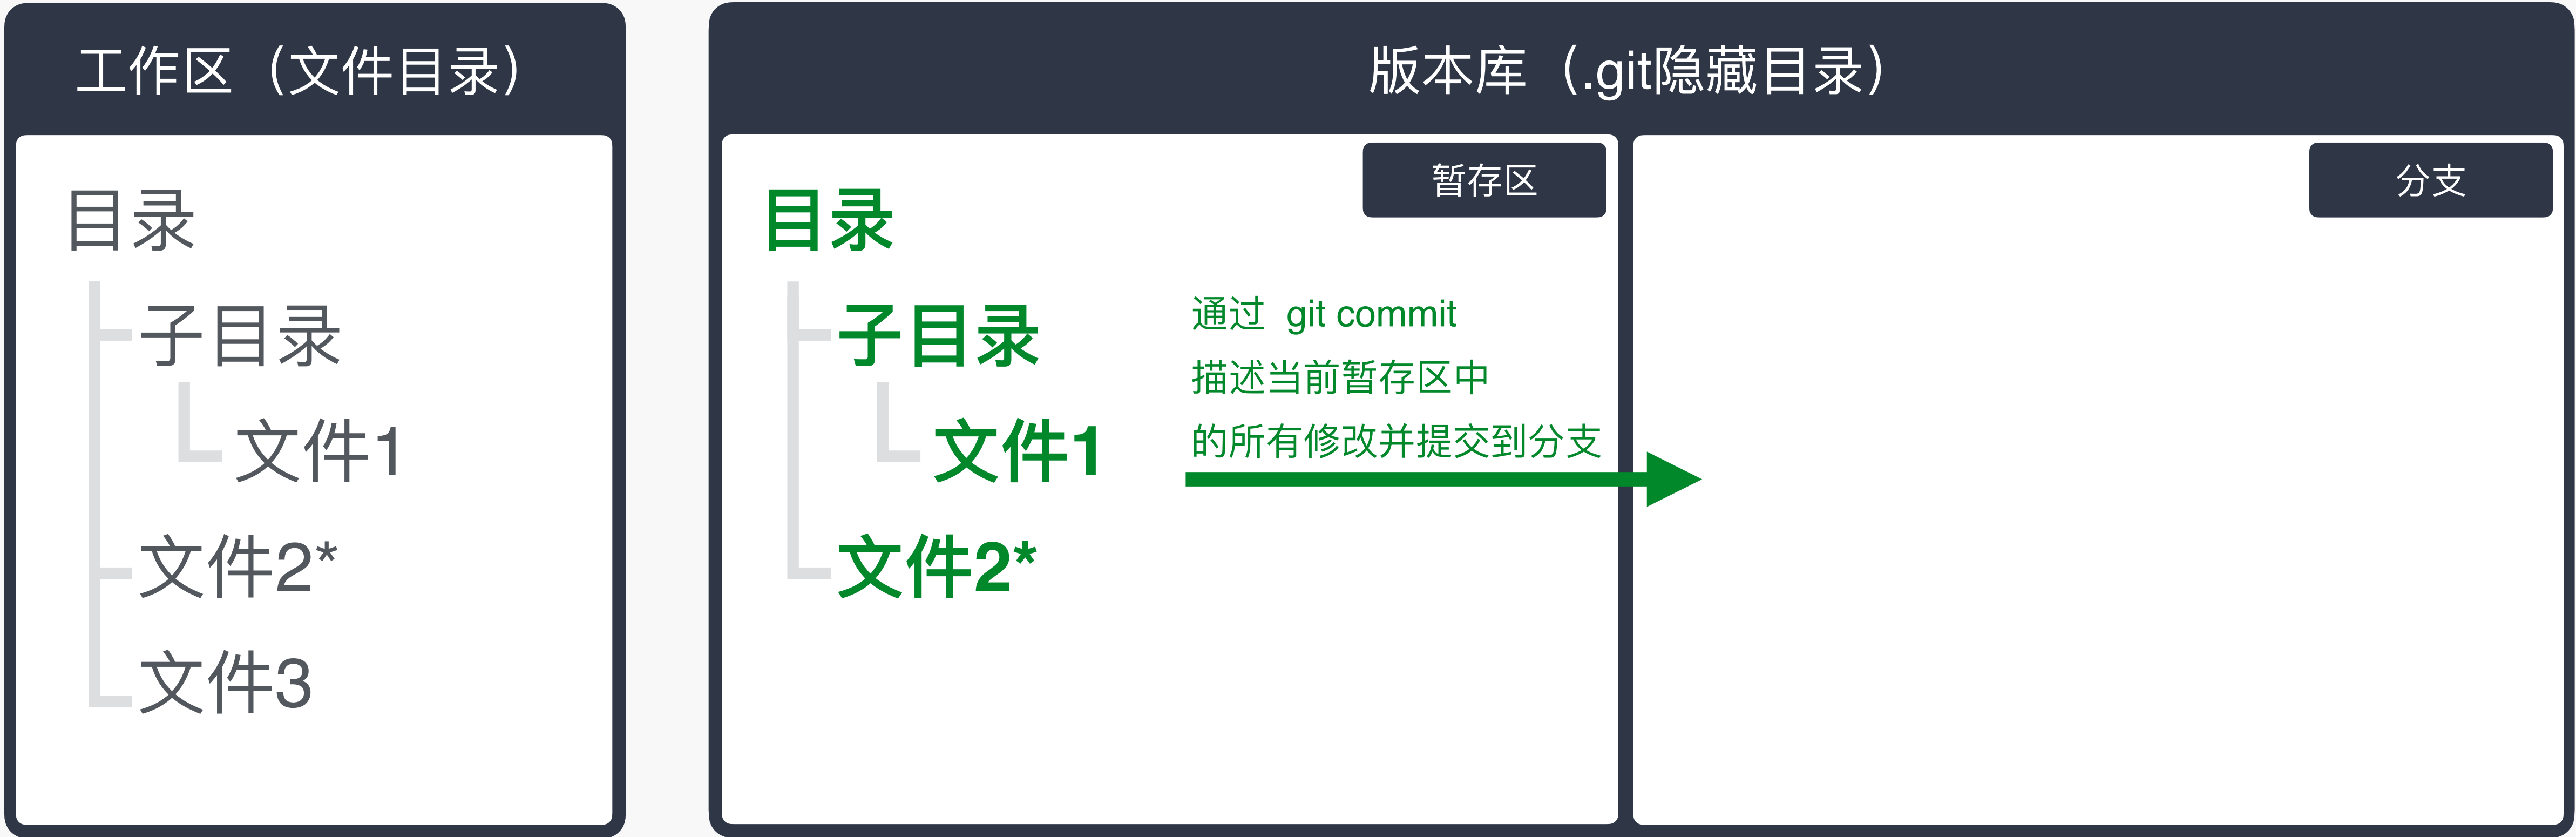 工作区（文件目录）
目录
子目录
文件1
文件2*
文件3
版本库（.git隐藏目录）
暂存区
目录
子目录
文件1
文件2*
通过 git commit
描述当前暂存区中
的所有修改并提交到分支
分支